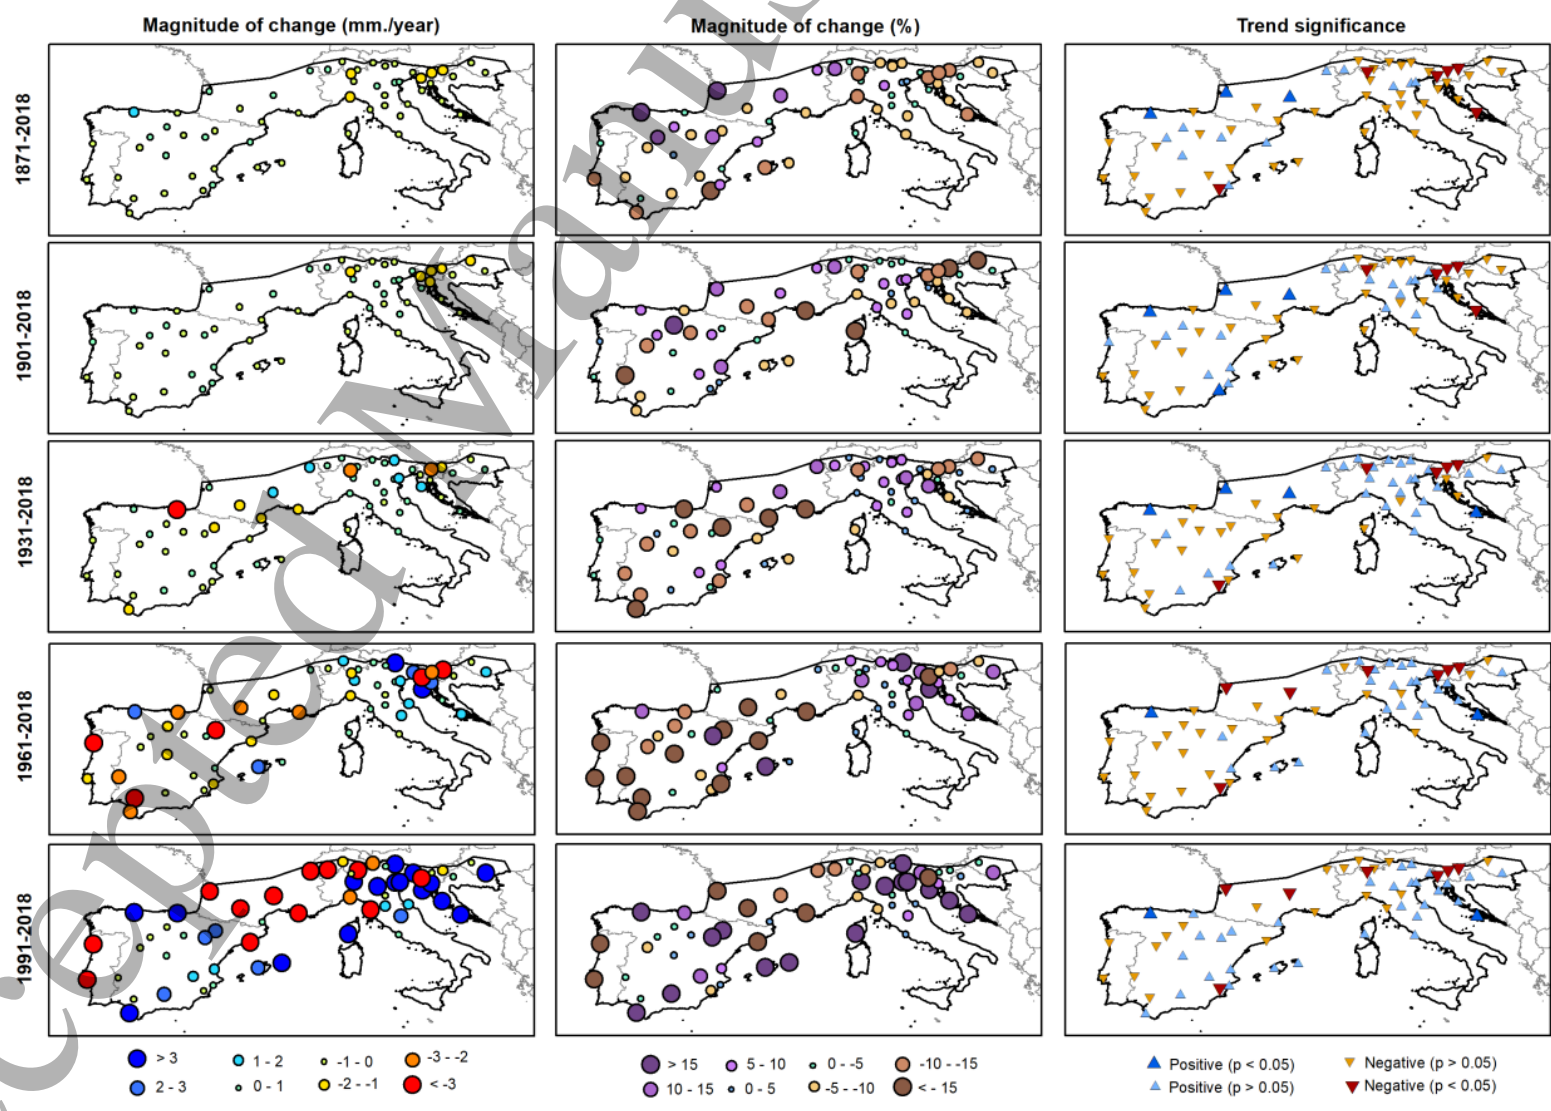 Magnitude of change (mm./year)
Magnitude of change (%)
Trend significance
1871-2018
1901-2018
1931-2018
1961-2018
1991-2018
> 3
1 - 2
-1 - 0
-3 - -2
2 - 3
0 - 1
-2 - -1
< -3
> 15
5 - 10
0 - -5
-10 - -15
10 - 15
0 - 5
-5 - -10
< - 15
Positive (p < 0.05)
Negative (p > 0.05)
Positive (p > 0.05)
Negative (p < 0.05)
cepted Manus